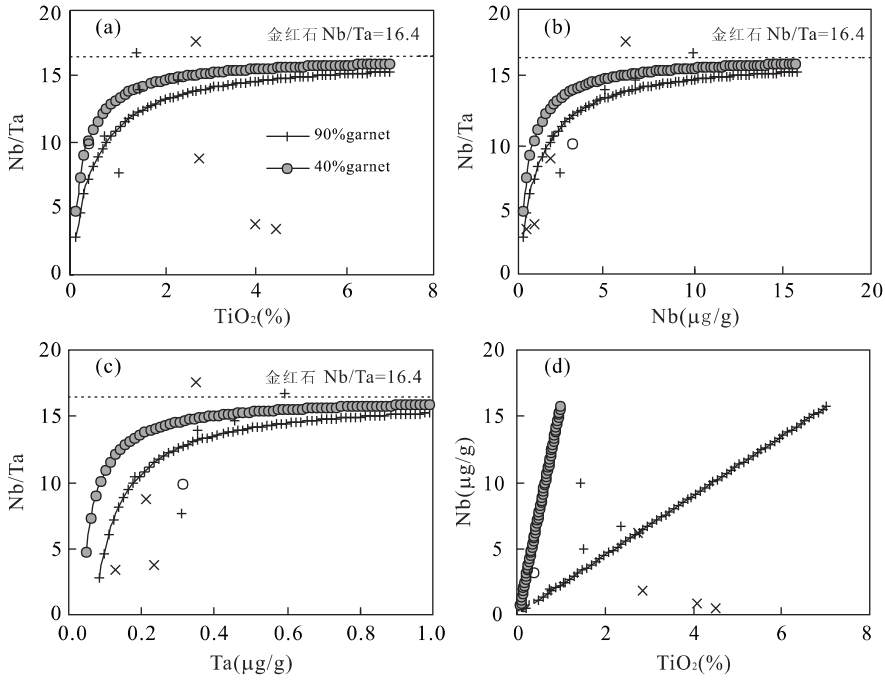 (a)
金红石 Nb/Ta=16.4
20
15
10
5
0
Nb/Ta
90%garnet
40%garnet
0 2 4 6 8
TiO₂(%)
(b)
金红石 Nb/Ta=16.4
20
15
10
5
0
Nb/Ta
0 5 10 15 20
Nb(μg/g)
(c)
金红石 Nb/Ta=16.4
20
15
10
5
0
Nb/Ta
0.0 0.2 0.4 0.6 0.8 1.0
Ta(μg/g)
(d)
20
15
10
5
0
Nb(μg/g)
0 2 4 6 8
TiO₂(%)